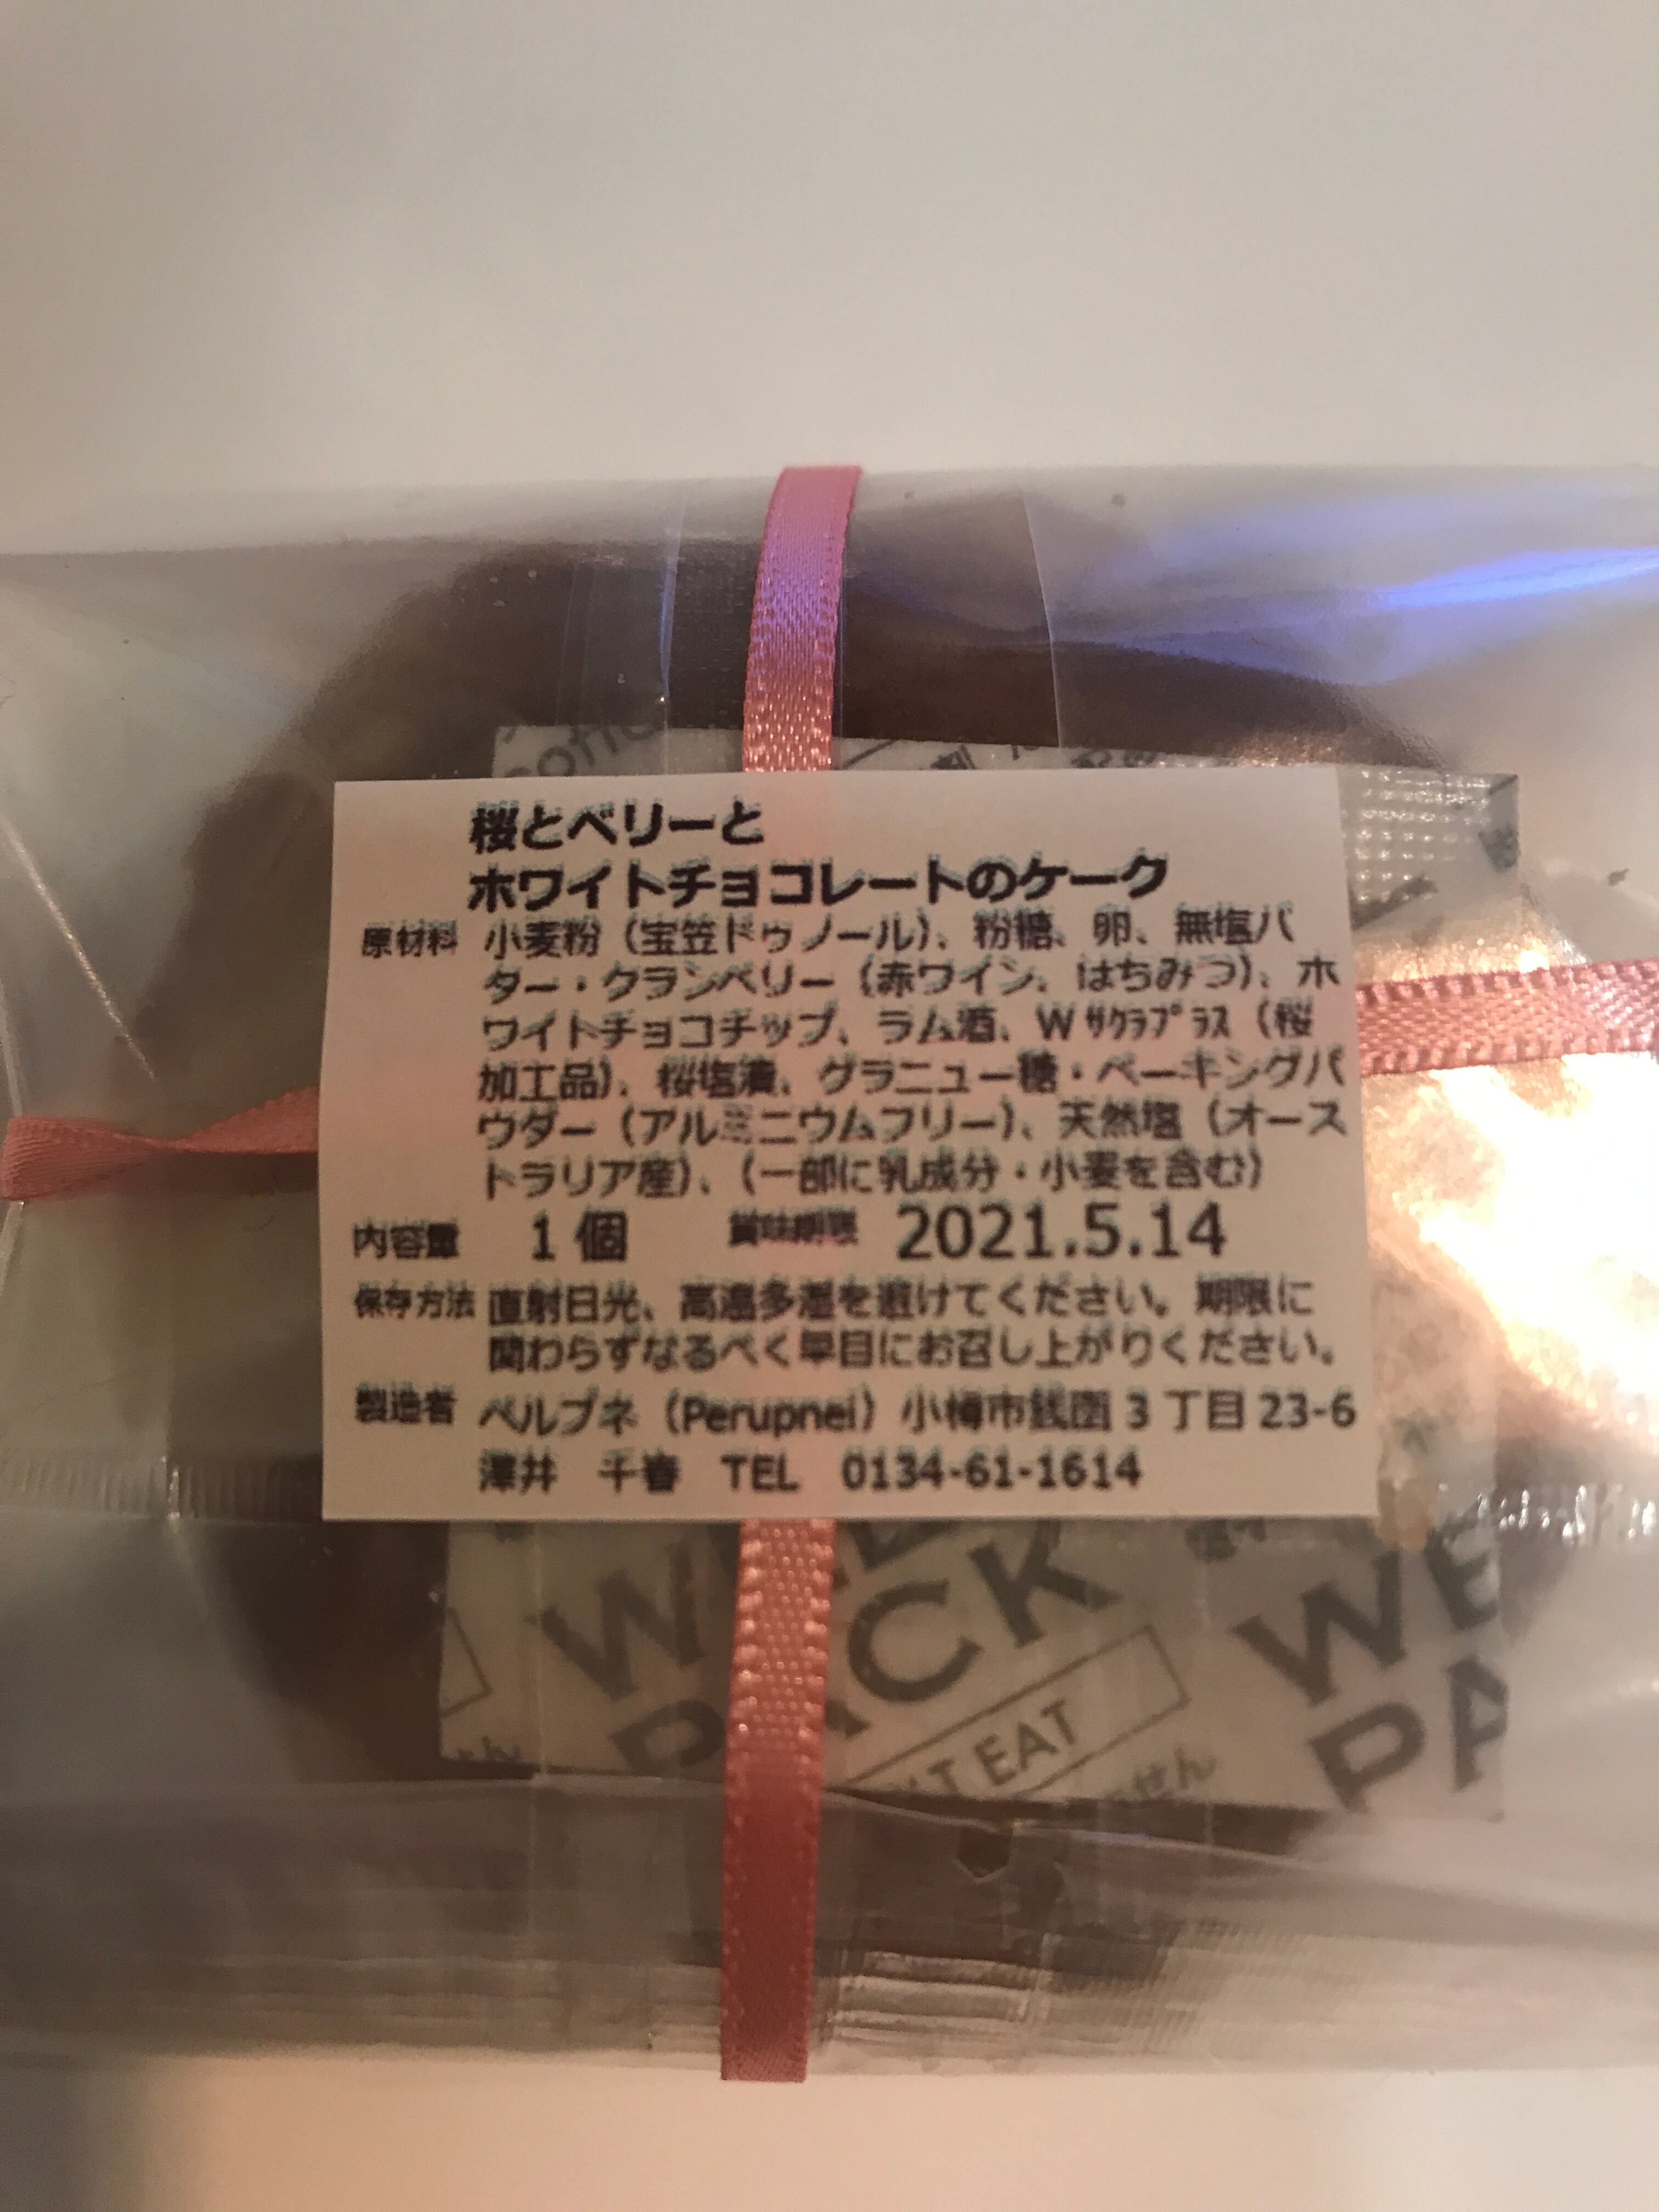 桜とベリーと
ホワイトチョコレートのケーク
原材料 小麦粉（宝笠ドゥノール）、粉糖、卵、無塩バ
ター・クランベリー（赤ワイン、はちみつ）、ホ
ワイトチョコチップ、ラム酒、Wｻｸﾗﾌﾟﾗｽ（桜
加工品）、桜塩漬、グラニュー糖・ベーキングパ
ウダー（アルミニウムフリー）、天然塩（オース
トラリア産）、（一部に乳成分・小麦を含む）
内容量 1個 賞味期限 2021.5.14
保存方法 直射日光、高温多湿を避けてください。期限に
関わらずなるべく早目にお召し上がりください。
製造者 ペルプネ（Perupnei）小樽市銭函3丁目23-6
澤井 千春 TEL 0134-61-1614
PACK
EAT
せん